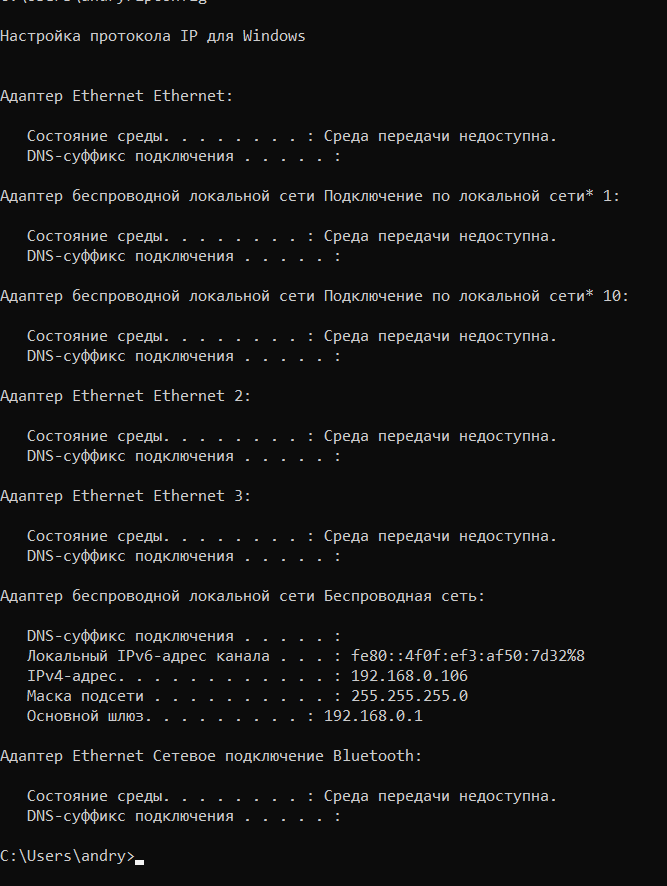 Настройка протокола IP для Windows
Адаптер Ethernet Ethernet:
Состояние среды. . . . . . . . : Среда передачи недоступна.
DNS-суффикс подключения . . . . . :
Адаптер беспроводной локальной сети Подключение по локальной сети* 1:
Состояние среды. . . . . . . . : Среда передачи недоступна.
DNS-суффикс подключения . . . . . :
Адаптер беспроводной локальной сети Подключение по локальной сети* 10:
Состояние среды. . . . . . . . : Среда передачи недоступна.
DNS-суффикс подключения . . . . . :
Адаптер Ethernet Ethernet 2:
Состояние среды. . . . . . . . : Среда передачи недоступна.
DNS-суффикс подключения . . . . . :
Адаптер Ethernet Ethernet 3:
Состояние среды. . . . . . . . : Среда передачи недоступна.
DNS-суффикс подключения . . . . . :
Адаптер беспроводной локальной сети Беспроводная сеть:
DNS-суффикс подключения . . . . . :
Локальный IPv6-адрес канала . . . : fe80::4f0f:ef3:af50:7d32%8
IPv4-адрес. . . . . . . . . . . . : 192.168.0.106
Маска подсети . . . . . . . . . . : 255.255.255.0
Основной шлюз. . . . . . . . . : 192.168.0.1
Адаптер Ethernet Сетевое подключение Bluetooth:
Состояние среды. . . . . . . . : Среда передачи недоступна.
DNS-суффикс подключения . . . . . :
C:\Users\andry>